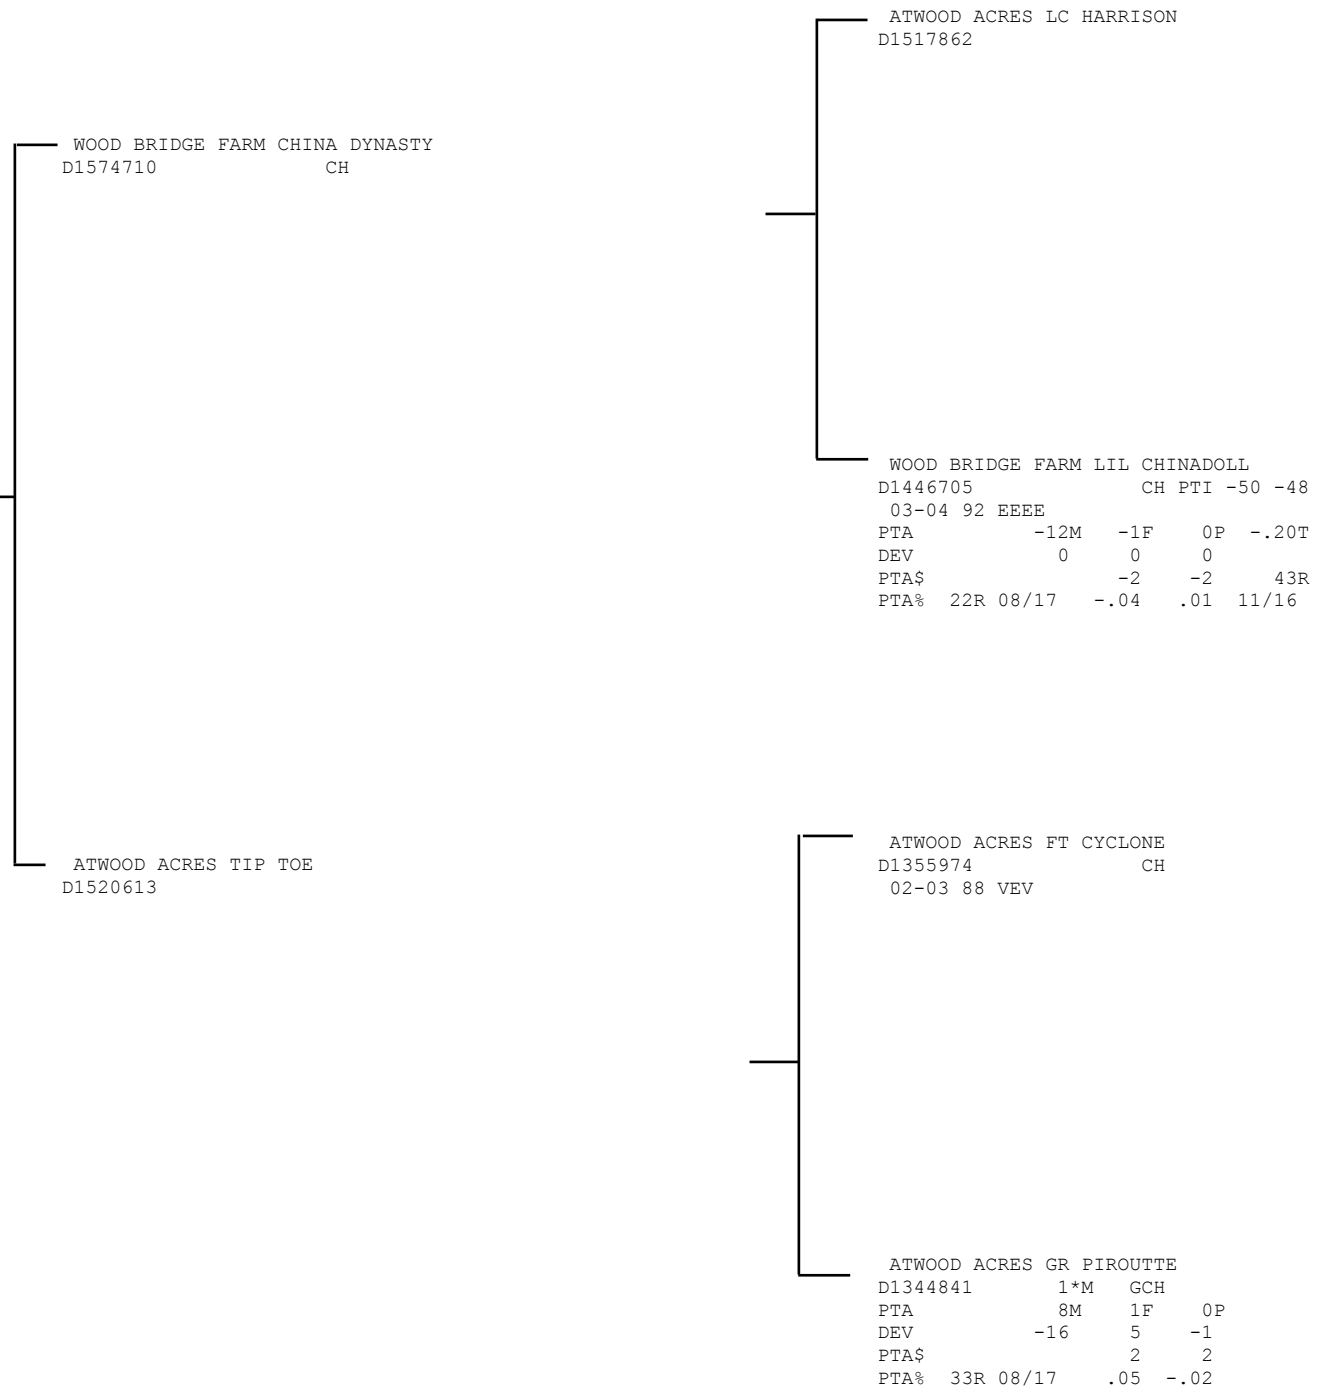 ATWOOD ACRES LC HARRISON
D1517862
WOOD BRIDGE FARM CHINA DYNASTY
D1574710 CH
WOOD BRIDGE FARM LIL CHINADOLL
D1446705 CH PTI -50 -48
03-04 92 EEEE
PTA -12M -1F 0P -.20T
DEV 0 0 0
PTA$ -2 -2 43R
PTA% 22R 08/17 -.04 .01 11/16
ATWOOD ACRES FT CYCLONE
D1355974 CH
02-03 88 VEV
ATWOOD ACRES TIP TOE
D1520613
ATWOOD ACRES GR PIROUTTE
D1344841 1*M GCH
PTA 8M 1F 0P
DEV -16 5 -1
PTA$ 2 2
PTA% 33R 08/17 .05 -.02